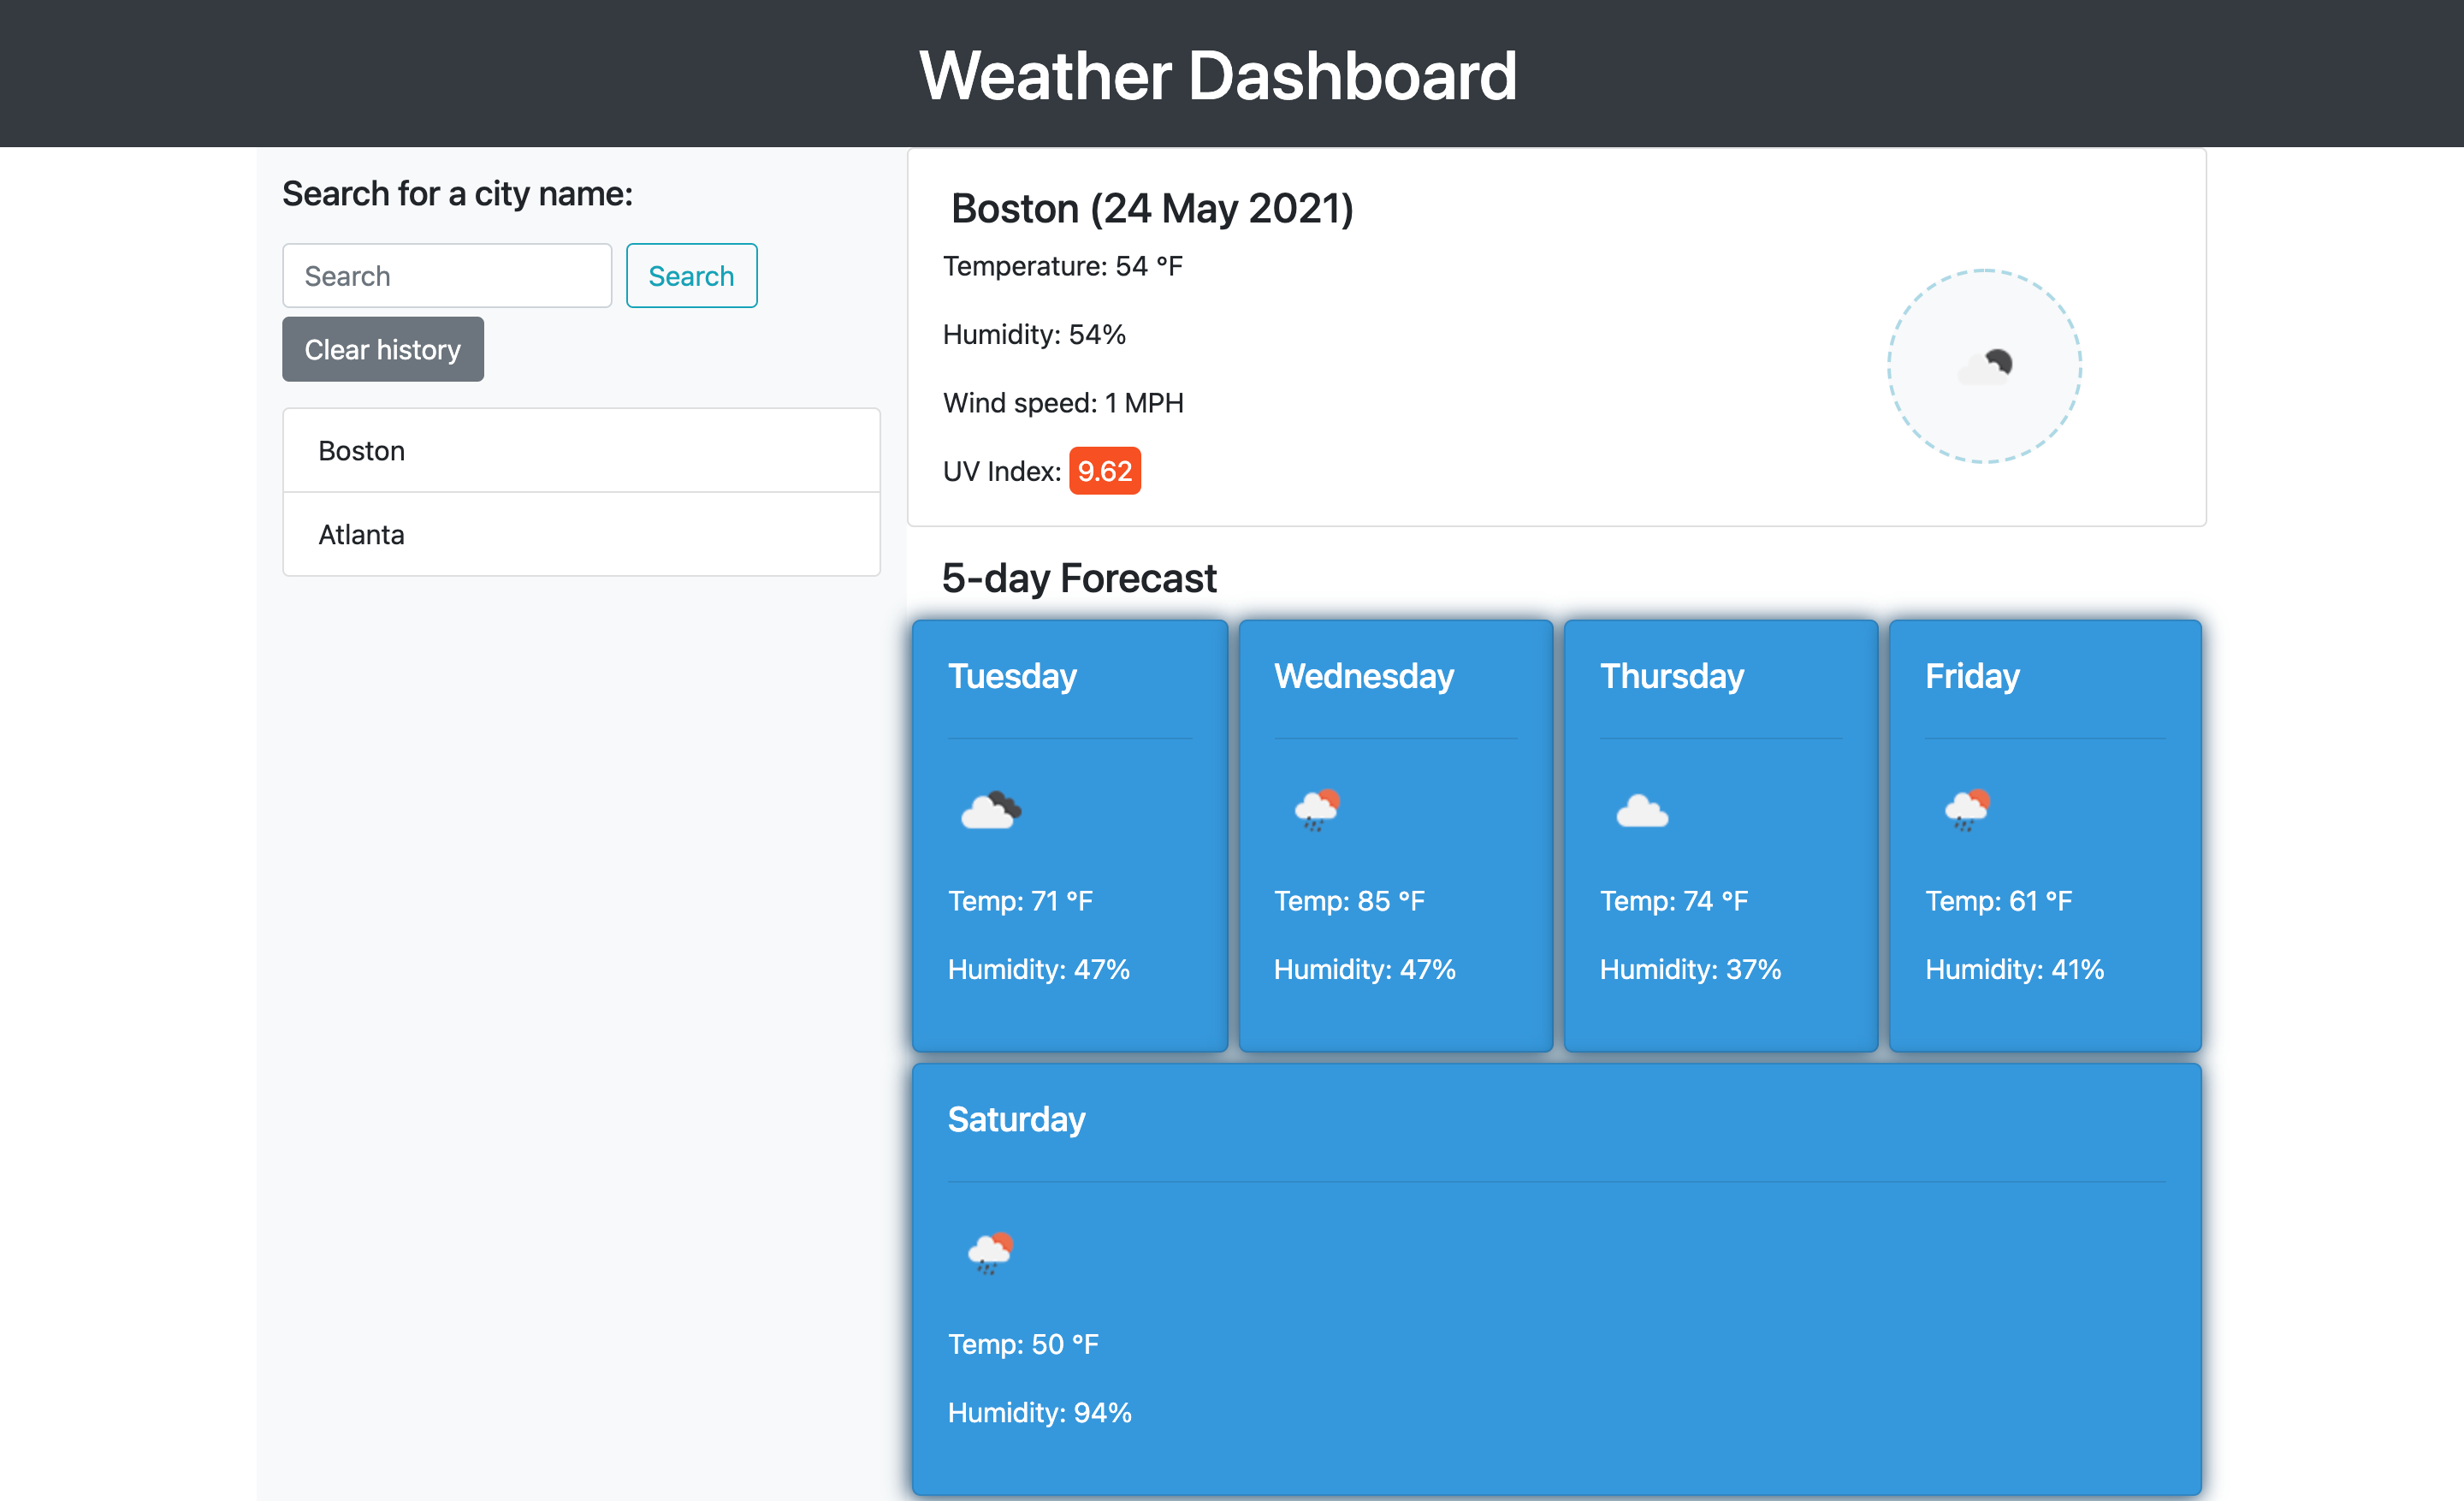 Weather Dashboard
Search for a city name:
Search
Search
Clear history
Boston
Atlanta
Boston (24 May 2021)
Temperature: 54 °F
Humidity: 54%
Wind speed: 1 MPH
UV Index: 9.62
5-day Forecast
Tuesday
Temp: 71 °F
Humidity: 47%
Wednesday
Temp: 85 °F
Humidity: 47%
Thursday
Temp: 74 °F
Humidity: 37%
Friday
Temp: 61 °F
Humidity: 41%
Saturday
Temp: 50 °F
Humidity: 94%